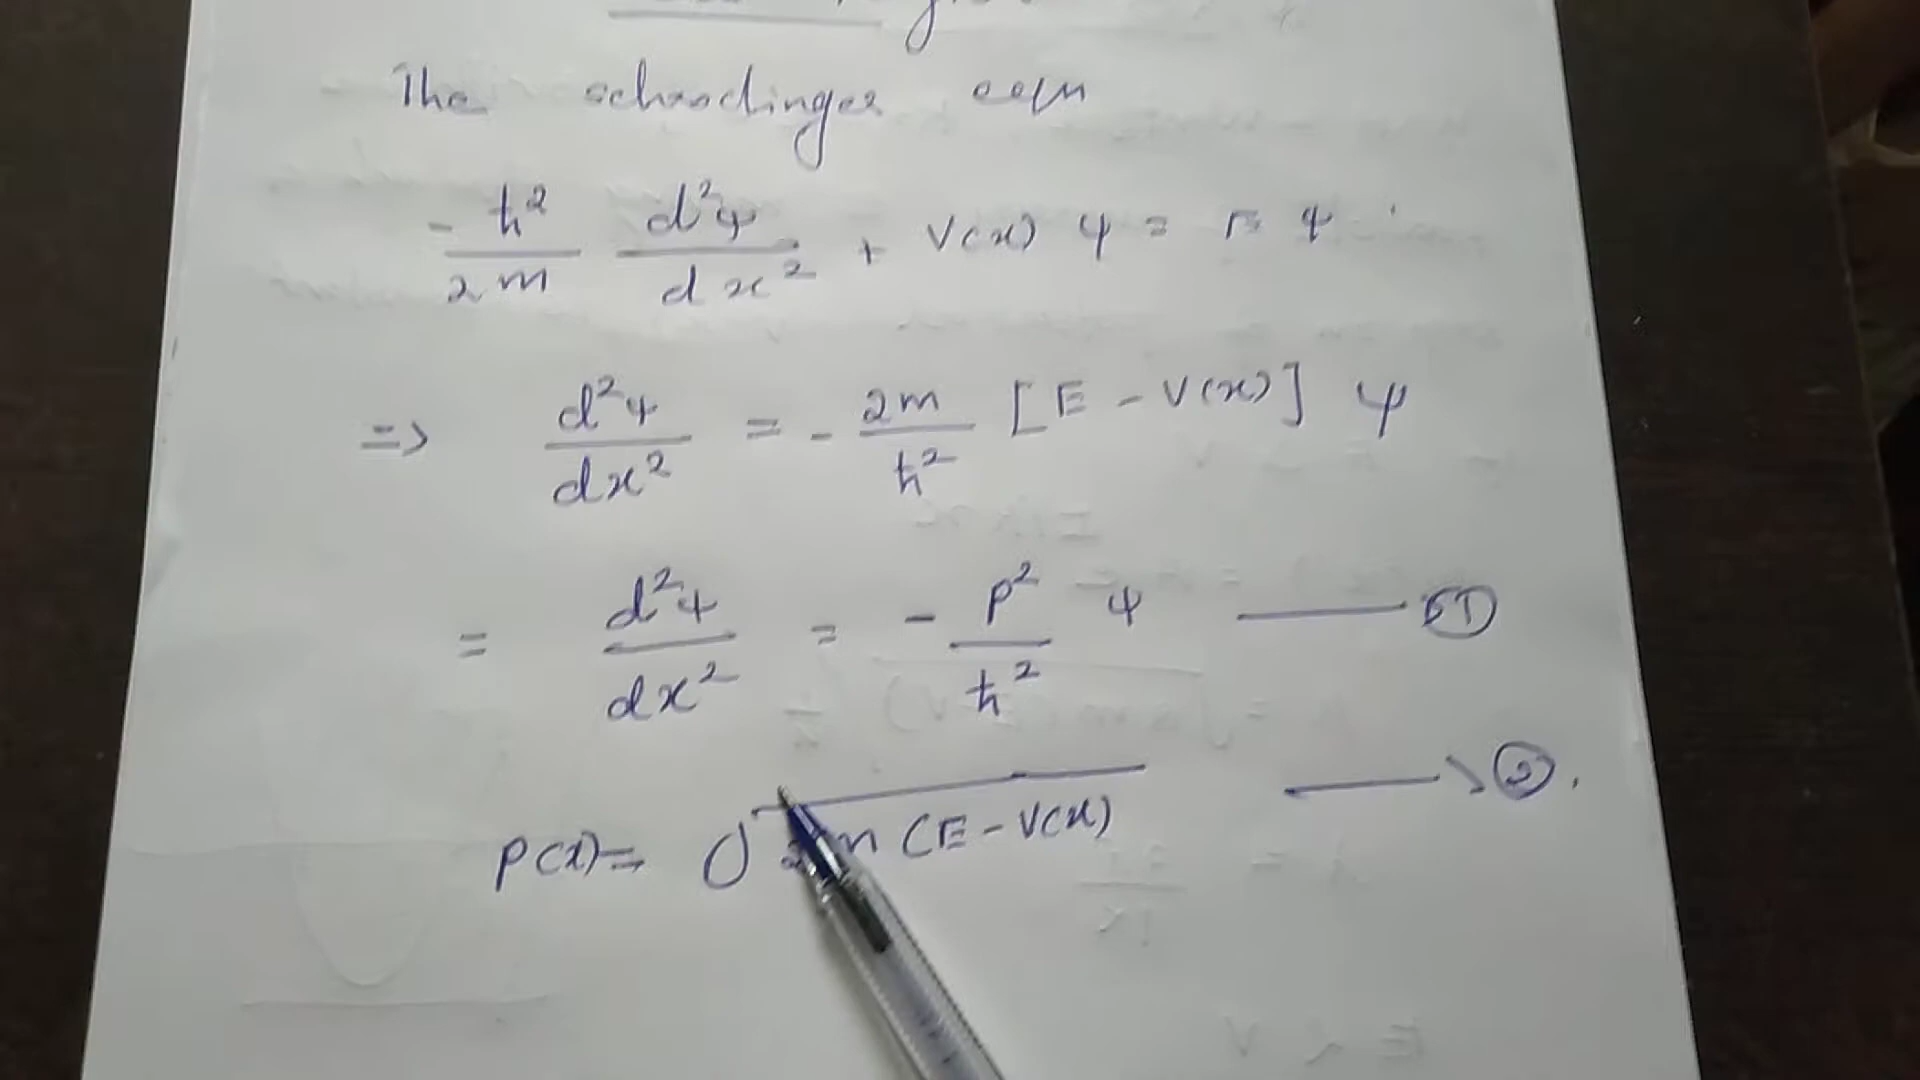 The schrodinger eqn
- ħ²/2m d²ψ/dx² + V(x) ψ = E ψ
=> d²ψ/dx² = - 2m/ħ² [E - V(x)] ψ
= d²ψ/dx² = - p²/ħ² ψ —— ①
P(x) = √2m (E - V(x) ——> ②.